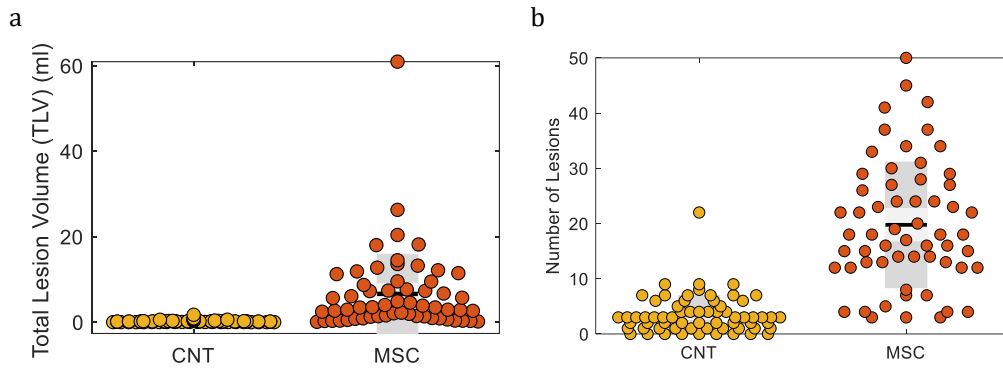 a
Total Lesion Volume (TLV) (ml)
60
40
20
0
CNT
MSC
b
Number of Lesions
50
40
30
20
10
0
CNT
MSC